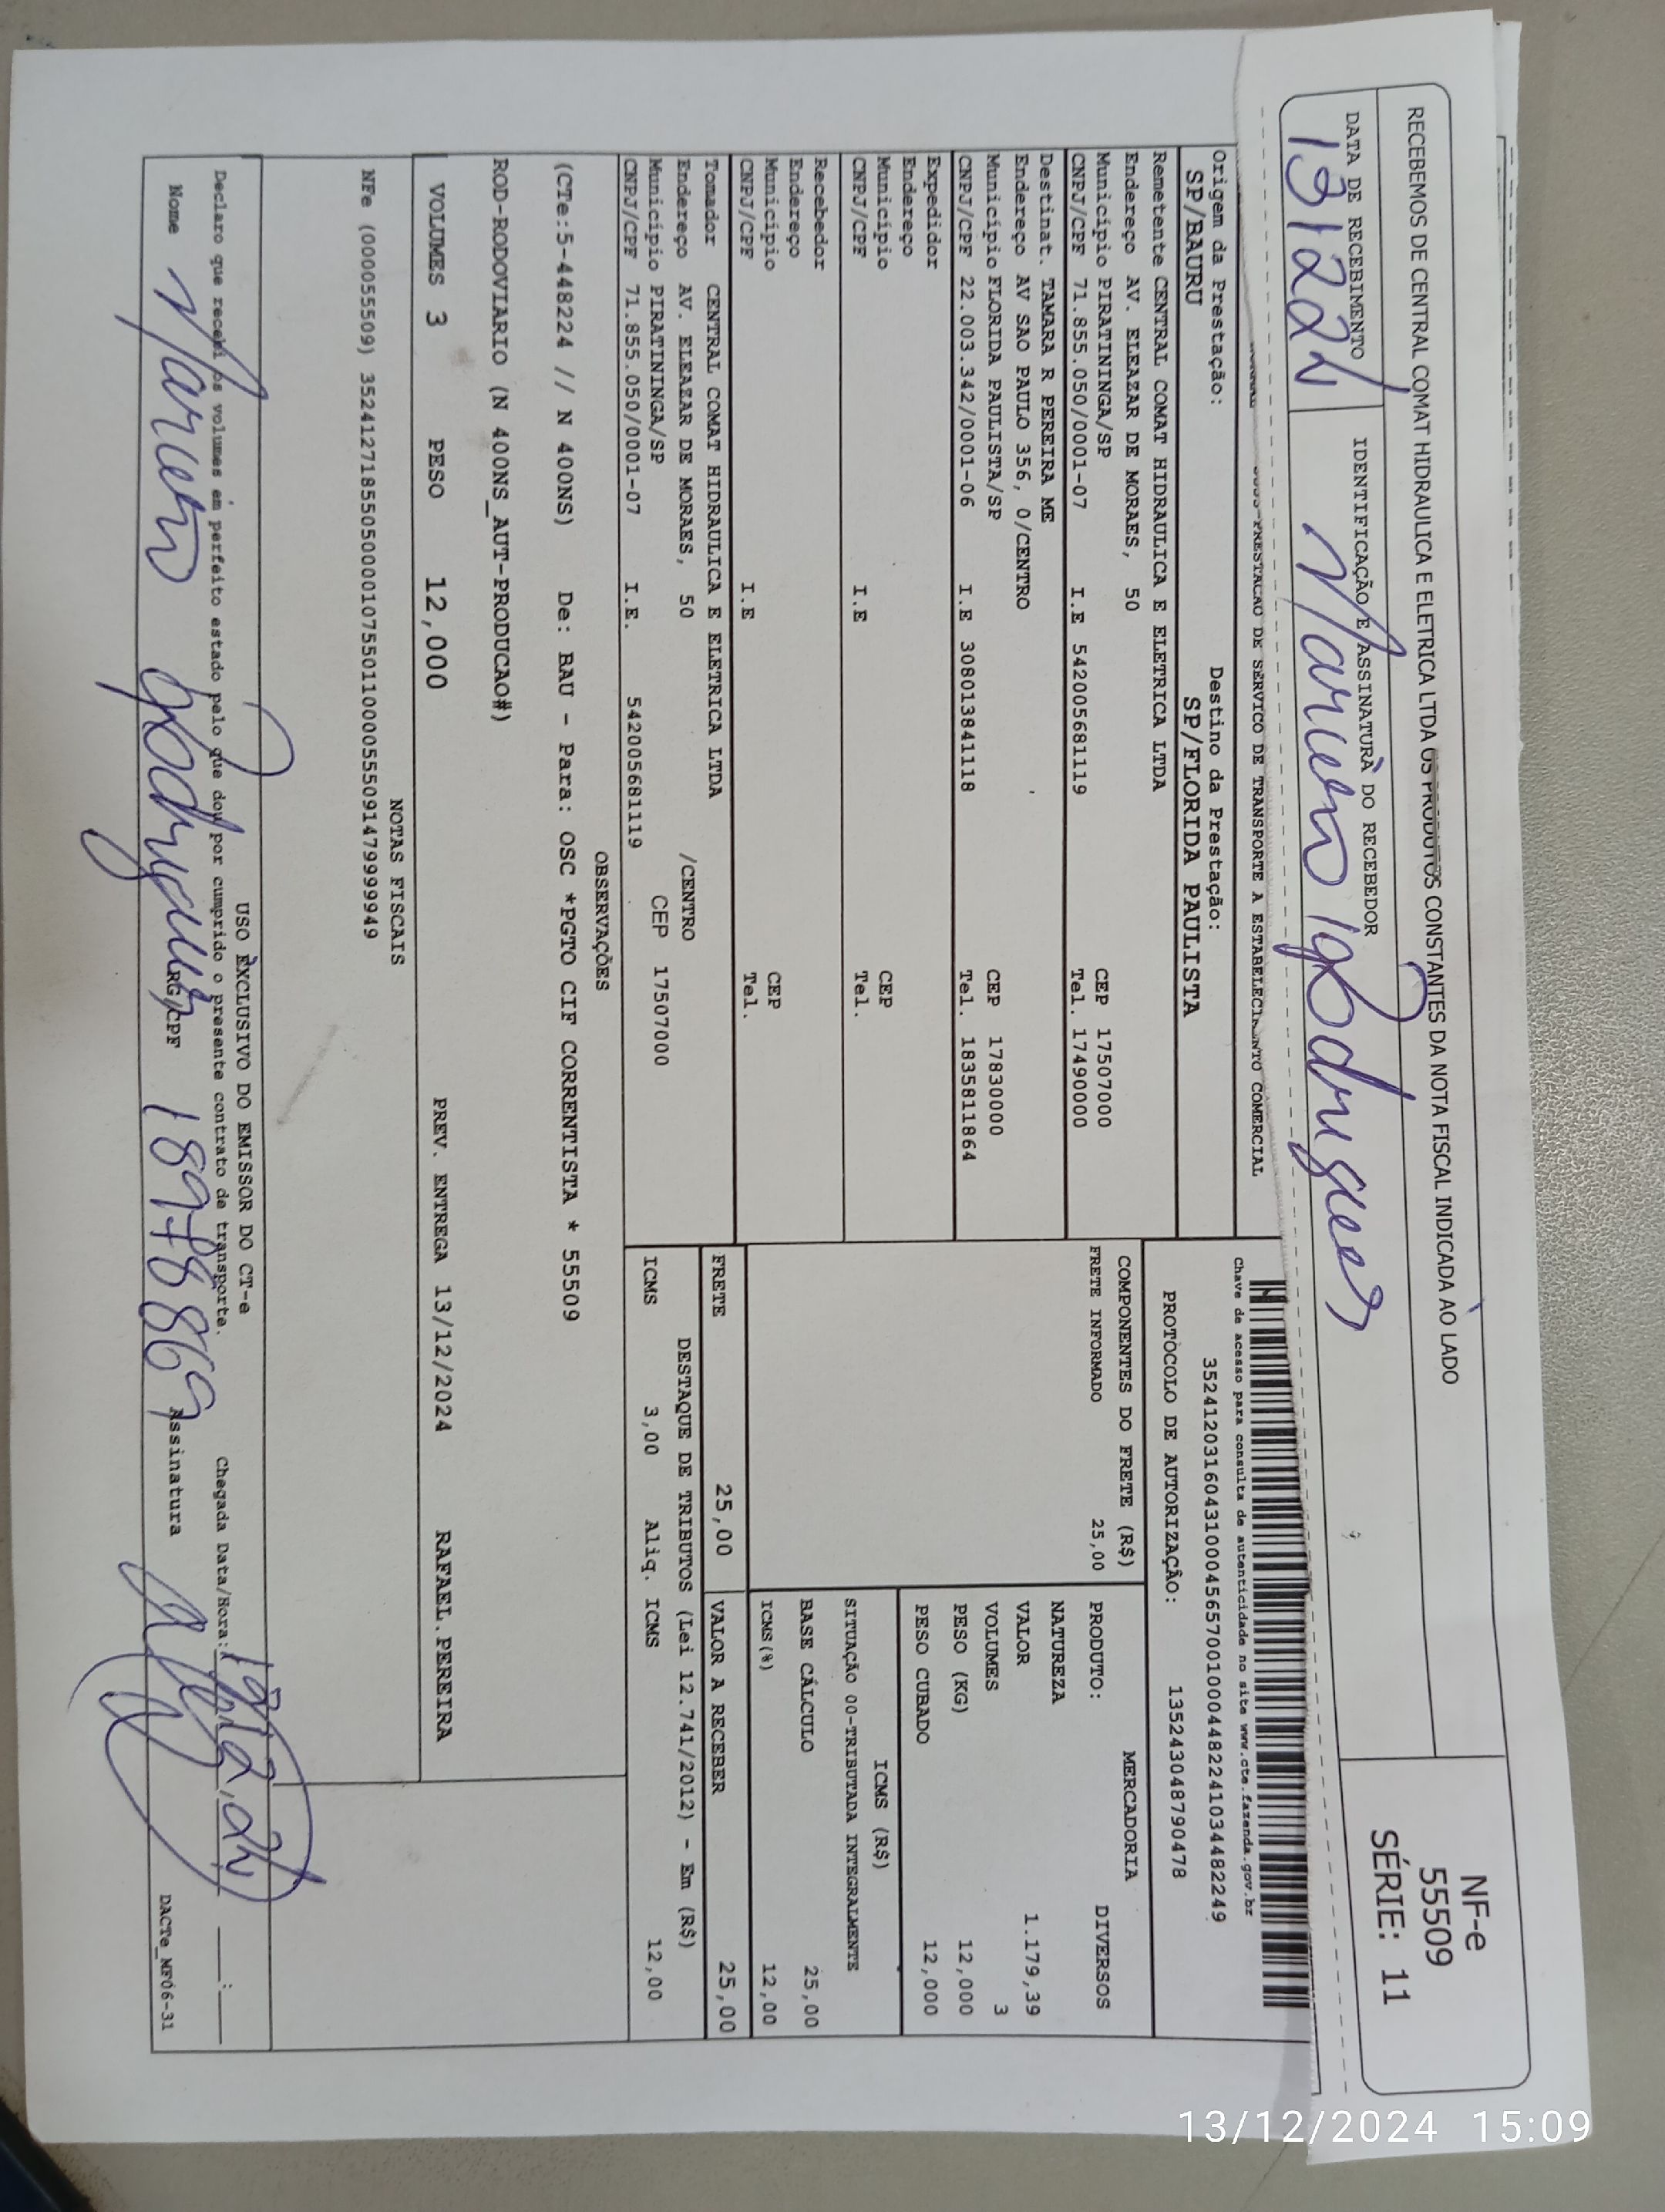 RECEBEMOS DE CENTRAL COMAT HIDRAULICA E ELETRICA LTDA OS PRODUTOS CONSTANTES DA NOTA FISCAL INDICADA AO LADO
NF-e
55509
SÉRIE: 11
DATA DE RECEBIMENTO
IDENTIFICAÇÃO E ASSINATURA DO RECEBEDOR
131224
Marcelo Rodrigues
PRESTACAO DE SERVICO DE TRANSPORTE A ESTABELECIMENTO COMERCIAL
Chave de acesso para consulta de autenticidade no site www.cte.fazenda.gov.br
35241203160431000456570010004482241034482249
PROTOCOLO DE AUTORIZAÇÃO: 135243048790478
Origem da Prestação: Destino da Prestação:
SP/BAURU SP/FLORIDA PAULISTA
Remetente CENTRAL COMAT HIDRAULICA E ELETRICA LTDA
Endereço AV. ELEAZAR DE MORAES, 50
Município PIRATININGA/SP CEP 17507000
CNPJ/CPF 71.855.050/0001-07 I.E 542005681119 Tel. 17490000
Destinat. TAMARA R PEREIRA ME
Endereço AV SAO PAULO 356, 0/CENTRO
Município FLORIDA PAULISTA/SP CEP 17830000
CNPJ/CPF 22.003.342/0001-06 I.E 308013841118 Tel. 1835811864
Expedidor
Endereço
Município CEP
CNPJ/CPF I.E Tel.
Recebedor
Endereço
Município CEP
CNPJ/CPF I.E Tel.
Tomador CENTRAL COMAT HIDRAULICA E ELETRICA LTDA
Endereço AV. ELEAZAR DE MORAES, 50 /CENTRO
Município PIRATININGA/SP CEP 17507000
CNPJ/CPF 71.855.050/0001-07 I.E. 542005681119
COMPONENTES DO FRETE (R$)
FRETE INFORMADO 25,00
MERCADORIA
PRODUTO: DIVERSOS
NATUREZA
VALOR 1.179,39
VOLUMES 3
PESO (KG) 12,000
PESO CUBADO 12,000
ICMS (R$)
SITUAÇÃO 00-TRIBUTADA INTEGRALMENTE
BASE CÁLCULO 25,00
ICMS(%) 12,00
FRETE 25,00 VALOR A RECEBER 25,00
DESTAQUE DE TRIBUTOS (Lei 12.741/2012) - Em (R$)
ICMS 3,00 Aliq. ICMS 12,00
OBSERVAÇÕES
(CTe:5-448224 // N 400NS) De: BAU - Para: OSC *PGTO CIF CORRENTISTA * 55509
ROD-RODOVIARIO (N 400NS_AUT-PRODUCAO#)
VOLUMES 3 PESO 12,000 PREV. ENTREGA 13/12/2024 RAFAEL.PEREIRA
NOTAS FISCAIS
NFe (000055509) 35241271855050000107550110000555091479999949
USO EXCLUSIVO DO EMISSOR DO CT-e
Declaro que recebi os volumes em perfeito estado pelo que dou por cumprido o presente contrato de transporte. Chegada Data/Hora: 13,12,24 :
Nome Marcelo Rodrigues RG/CPF 18978869 Assinatura
DACTe_MF06-31
13/12/2024 15:09